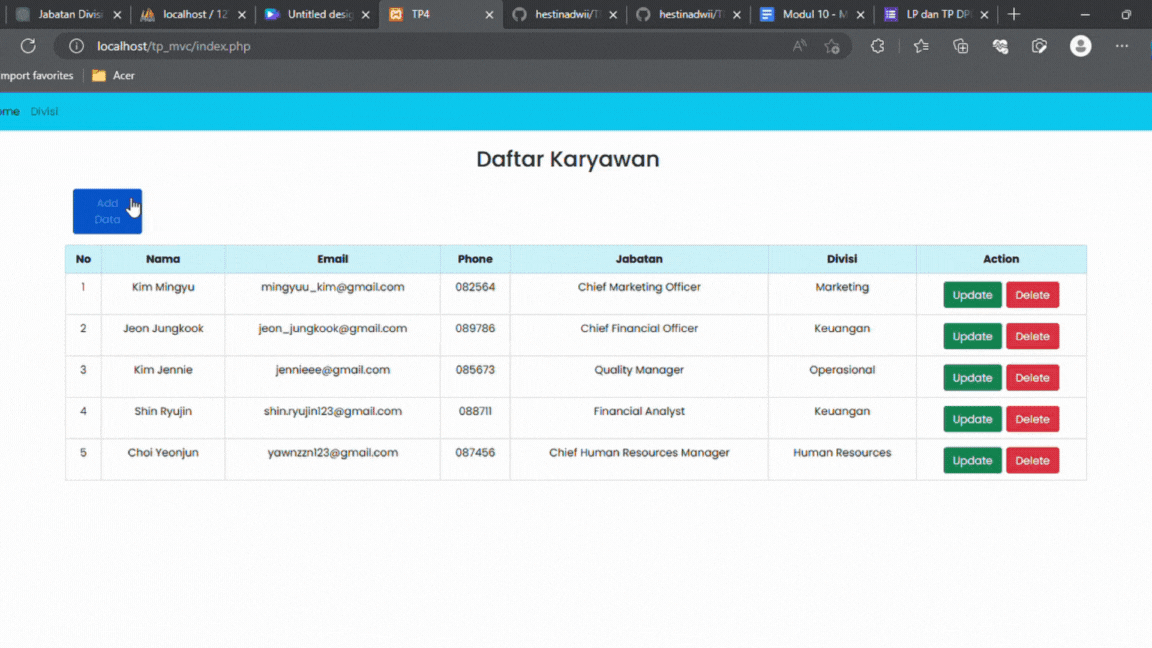 Jabatan Divis localhost / 12 Untitled desig TP4 hestinadwii/T hestinadwii/T Modul 10 - M LP dan TP DP
localhost/tp_mvc/index.php
mport favorites Acer
ome Divisi
Daftar Karyawan
Add
Data
No Nama Email Phone Jabatan Divisi Action
1 Kim Mingyu mingyuu_kim@gmail.com 082564 Chief Marketing Officer Marketing Update Delete
2 Jeon Jungkook jeon_jungkook@gmail.com 089786 Chief Financial Officer Keuangan Update Delete
3 Kim Jennie jennieee@gmail.com 085673 Quality Manager Operasional Update Delete
4 Shin Ryujin shin.ryujin123@gmail.com 088711 Financial Analyst Keuangan Update Delete
5 Choi Yeonjun yawnzzn123@gmail.com 087456 Chief Human Resources Manager Human Resources Update Delete